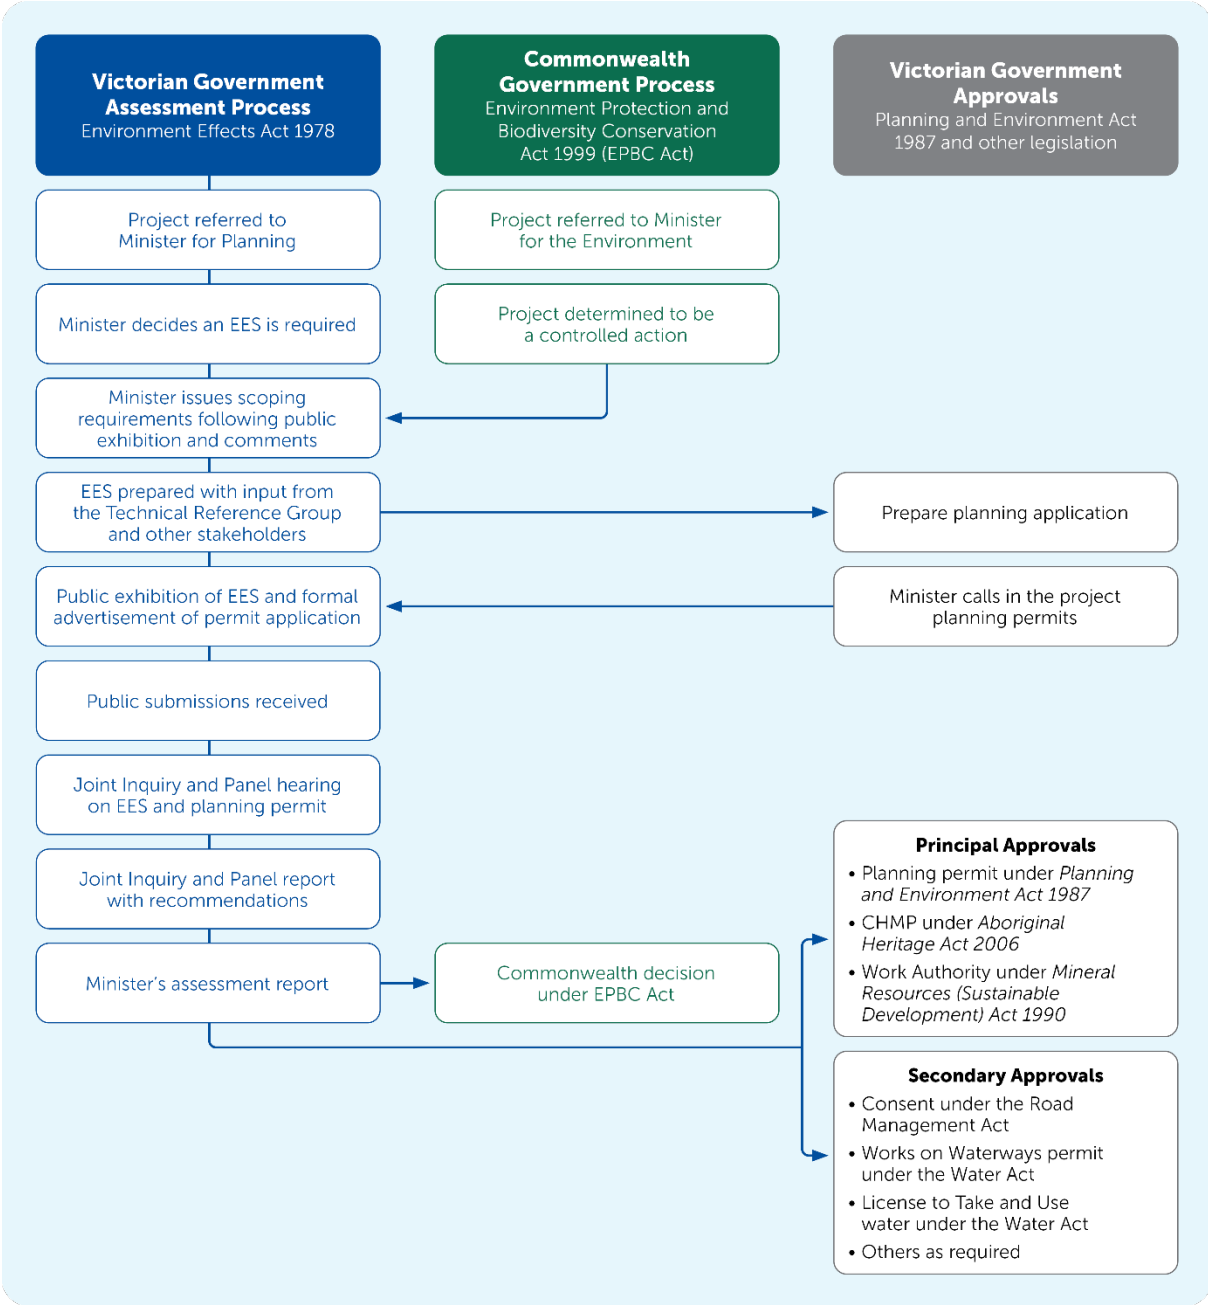 Victorian Government
Assessment Process
Environment Effects Act 1978
Commonwealth
Government Process
Environment Protection and
Biodiversity Conservation
Act 1999 (EPBC Act)
Victorian Government
Approvals
Planning and Environment Act
1987 and other legislation
Project referred to
Minister for Planning
Project referred to Minister
for the Environment
Minister decides an EES is required
Project determined to be
a controlled action
Minister issues scoping
requirements following public
exhibition and comments
EES prepared with input from
the Technical Reference Group
and other stakeholders
Prepare planning application
Public exhibition of EES and formal
advertisement of permit application
Minister calls in the project
planning permits
Public submissions received
Joint Inquiry and Panel hearing
on EES and planning permit
Joint Inquiry and Panel report
with recommendations
Minister’s assessment report
Commonwealth decision
under EPBC Act
Principal Approvals
• Planning permit under Planning
and Environment Act 1987
• CHMP under Aboriginal
Heritage Act 2006
• Work Authority under Mineral
Resources (Sustainable
Development) Act 1990
Secondary Approvals
• Consent under the Road
Management Act
• Works on Waterways permit
under the Water Act
• License to Take and Use
water under the Water Act
• Others as required